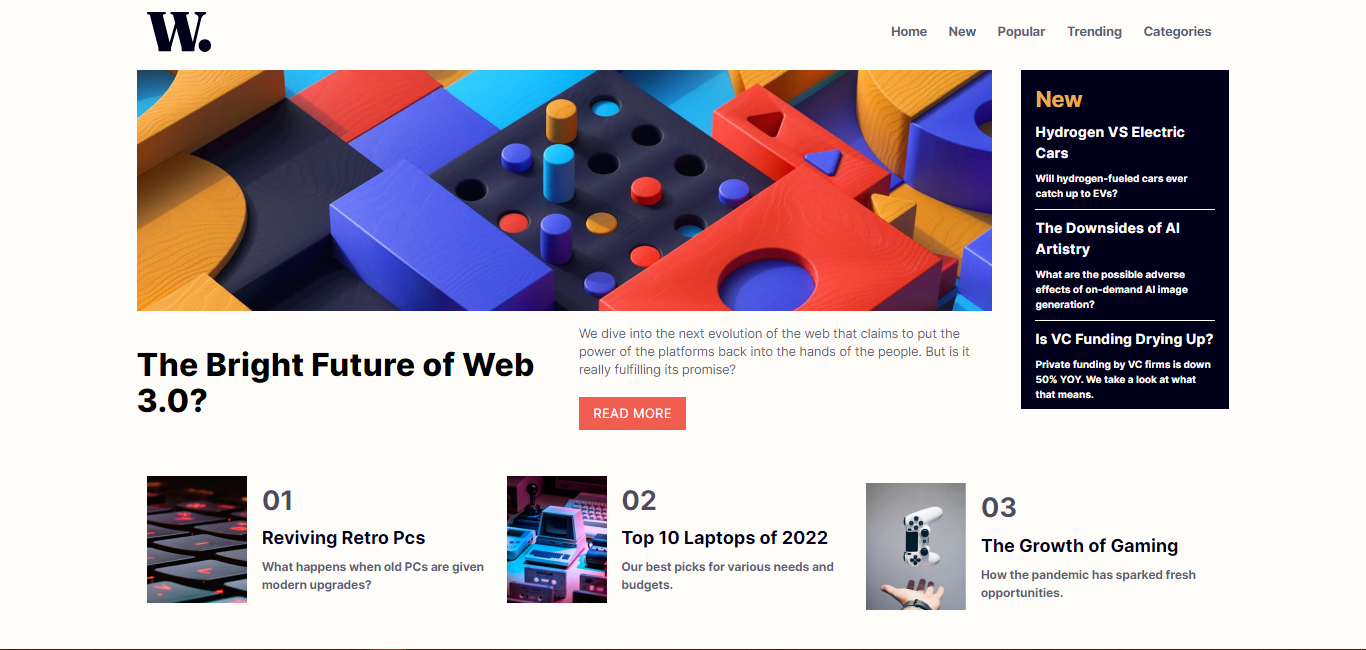 W.
Home New Popular Trending Categories
New
Hydrogen VS Electric
Cars
Will hydrogen-fueled cars ever
catch up to EVs?
The Downsides of AI
Artistry
What are the possible adverse
effects of on-demand AI image
generation?
Is VC Funding Drying Up?
Private funding by VC firms is down
50% YOY. We take a look at what
that means.
The Bright Future of Web
3.0?
We dive into the next evolution of the web that claims to put the
power of the platforms back into the hands of the people. But is it
really fulfilling its promise?
READ MORE
01
Reviving Retro Pcs
What happens when old PCs are given
modern upgrades?
02
Top 10 Laptops of 2022
Our best picks for various needs and
budgets.
03
The Growth of Gaming
How the pandemic has sparked fresh
opportunities.